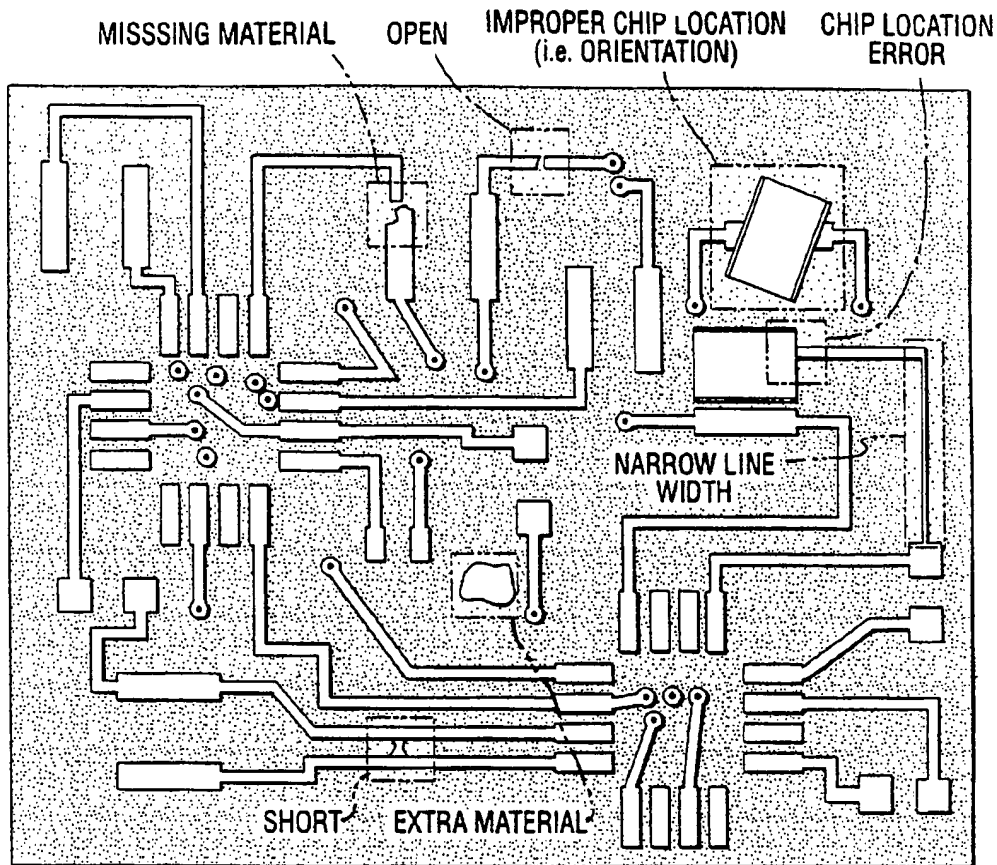 MISSSING MATERIAL
OPEN
IMPROPER CHIP LOCATION
(i.e. ORIENTATION)
CHIP LOCATION
ERROR
NARROW LINE
WIDTH
SHORT
EXTRA MATERIAL